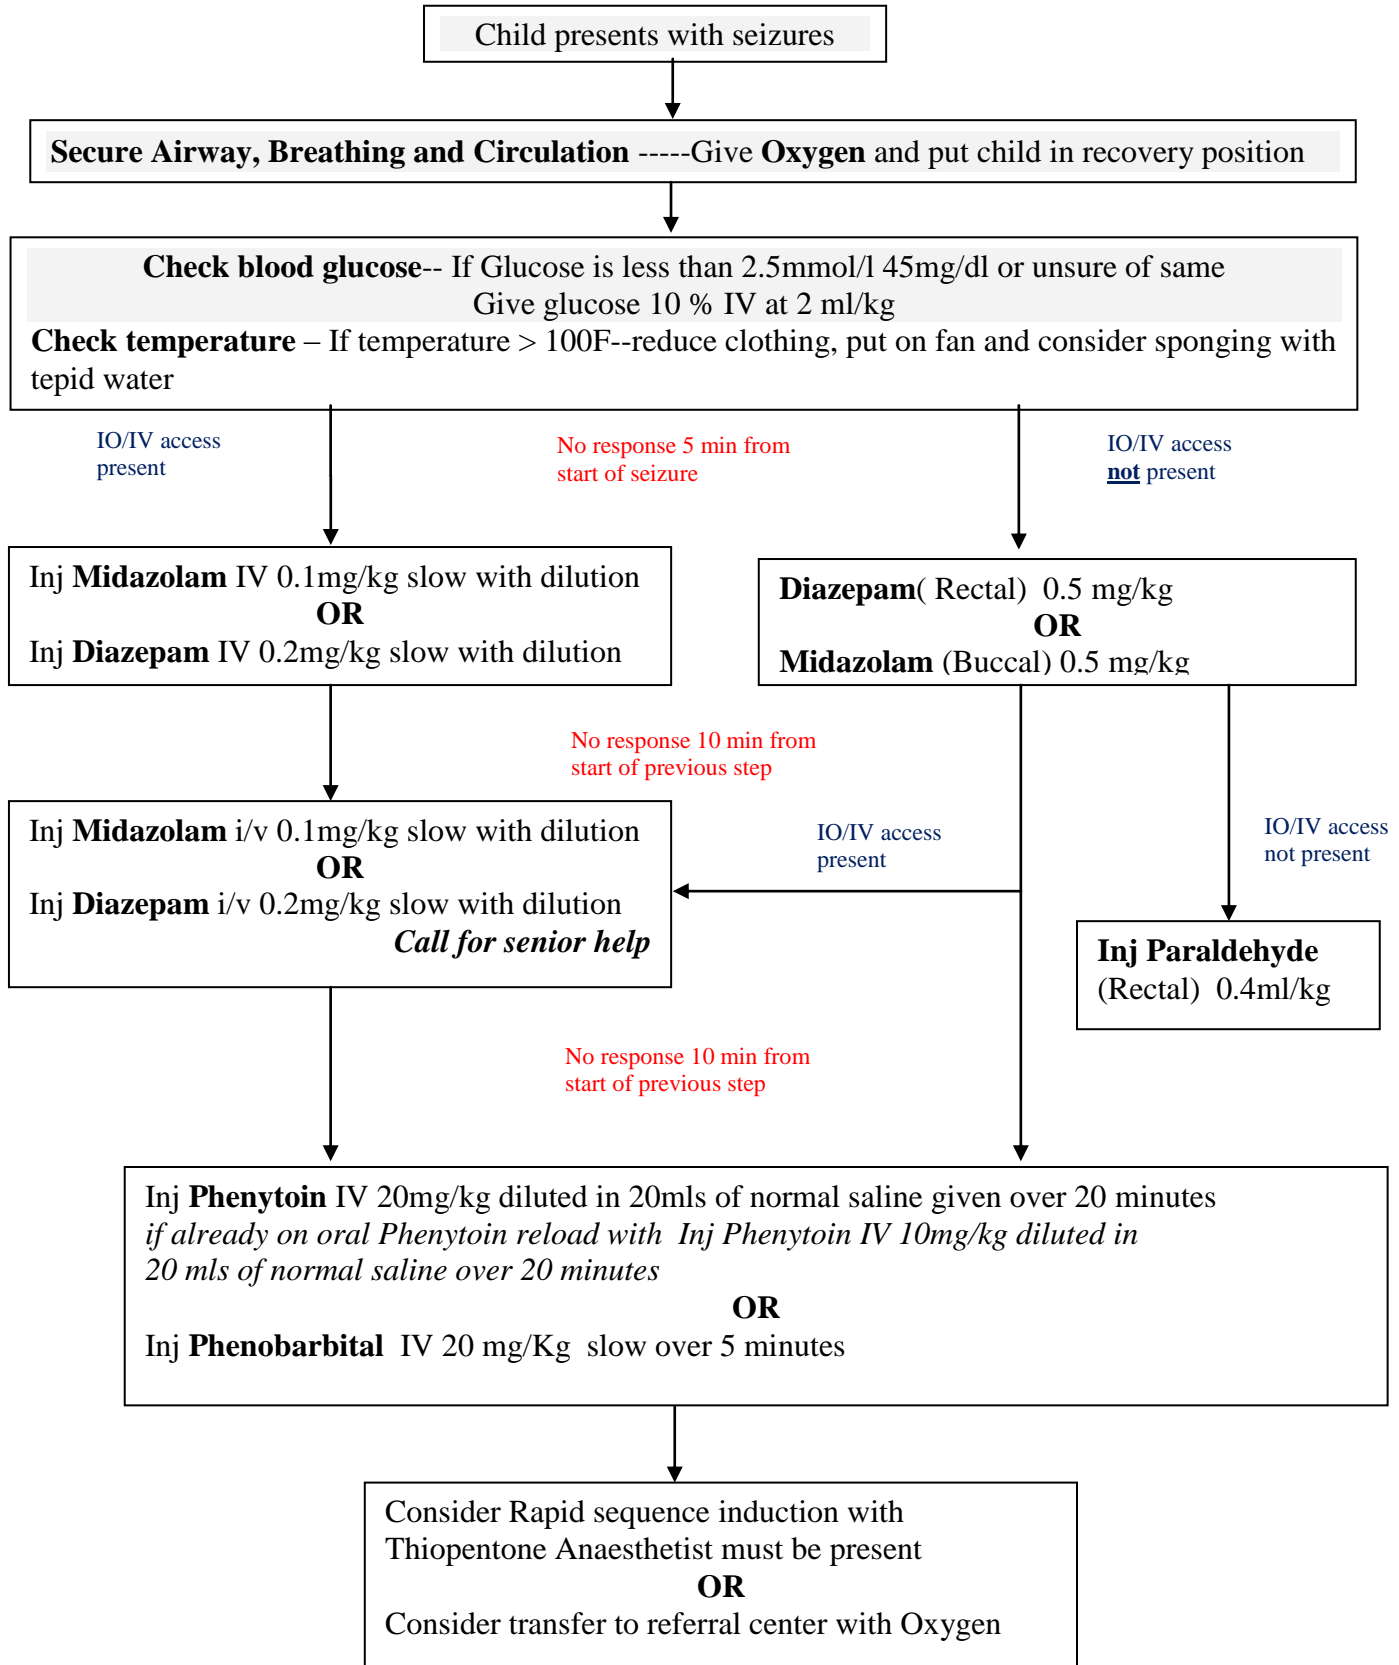 Child presents with seizures
Secure Airway, Breathing and Circulation -----Give Oxygen and put child in recovery position
Check blood glucose-- If Glucose is less than 2.5mmol/l 45mg/dl or unsure of same
Give glucose 10 % IV at 2 ml/kg
Check temperature – If temperature > 100F--reduce clothing, put on fan and consider sponging with
tepid water
IO/IV access
present
No response 5 min from
start of seizure
IO/IV access
not present
Inj Midazolam IV 0.1mg/kg slow with dilution
OR
Inj Diazepam IV 0.2mg/kg slow with dilution
Diazepam( Rectal) 0.5 mg/kg
OR
Midazolam (Buccal) 0.5 mg/kg
No response 10 min from
start of previous step
Inj Midazolam i/v 0.1mg/kg slow with dilution
OR
Inj Diazepam i/v 0.2mg/kg slow with dilution
Call for senior help
IO/IV access
present
IO/IV access
not present
Inj Paraldehyde
(Rectal) 0.4ml/kg
No response 10 min from
start of previous step
Inj Phenytoin IV 20mg/kg diluted in 20mls of normal saline given over 20 minutes
if already on oral Phenytoin reload with Inj Phenytoin IV 10mg/kg diluted in
20 mls of normal saline over 20 minutes
OR
Inj Phenobarbital IV 20 mg/Kg slow over 5 minutes
Consider Rapid sequence induction with
Thiopentone Anaesthetist must be present
OR
Consider transfer to referral center with Oxygen